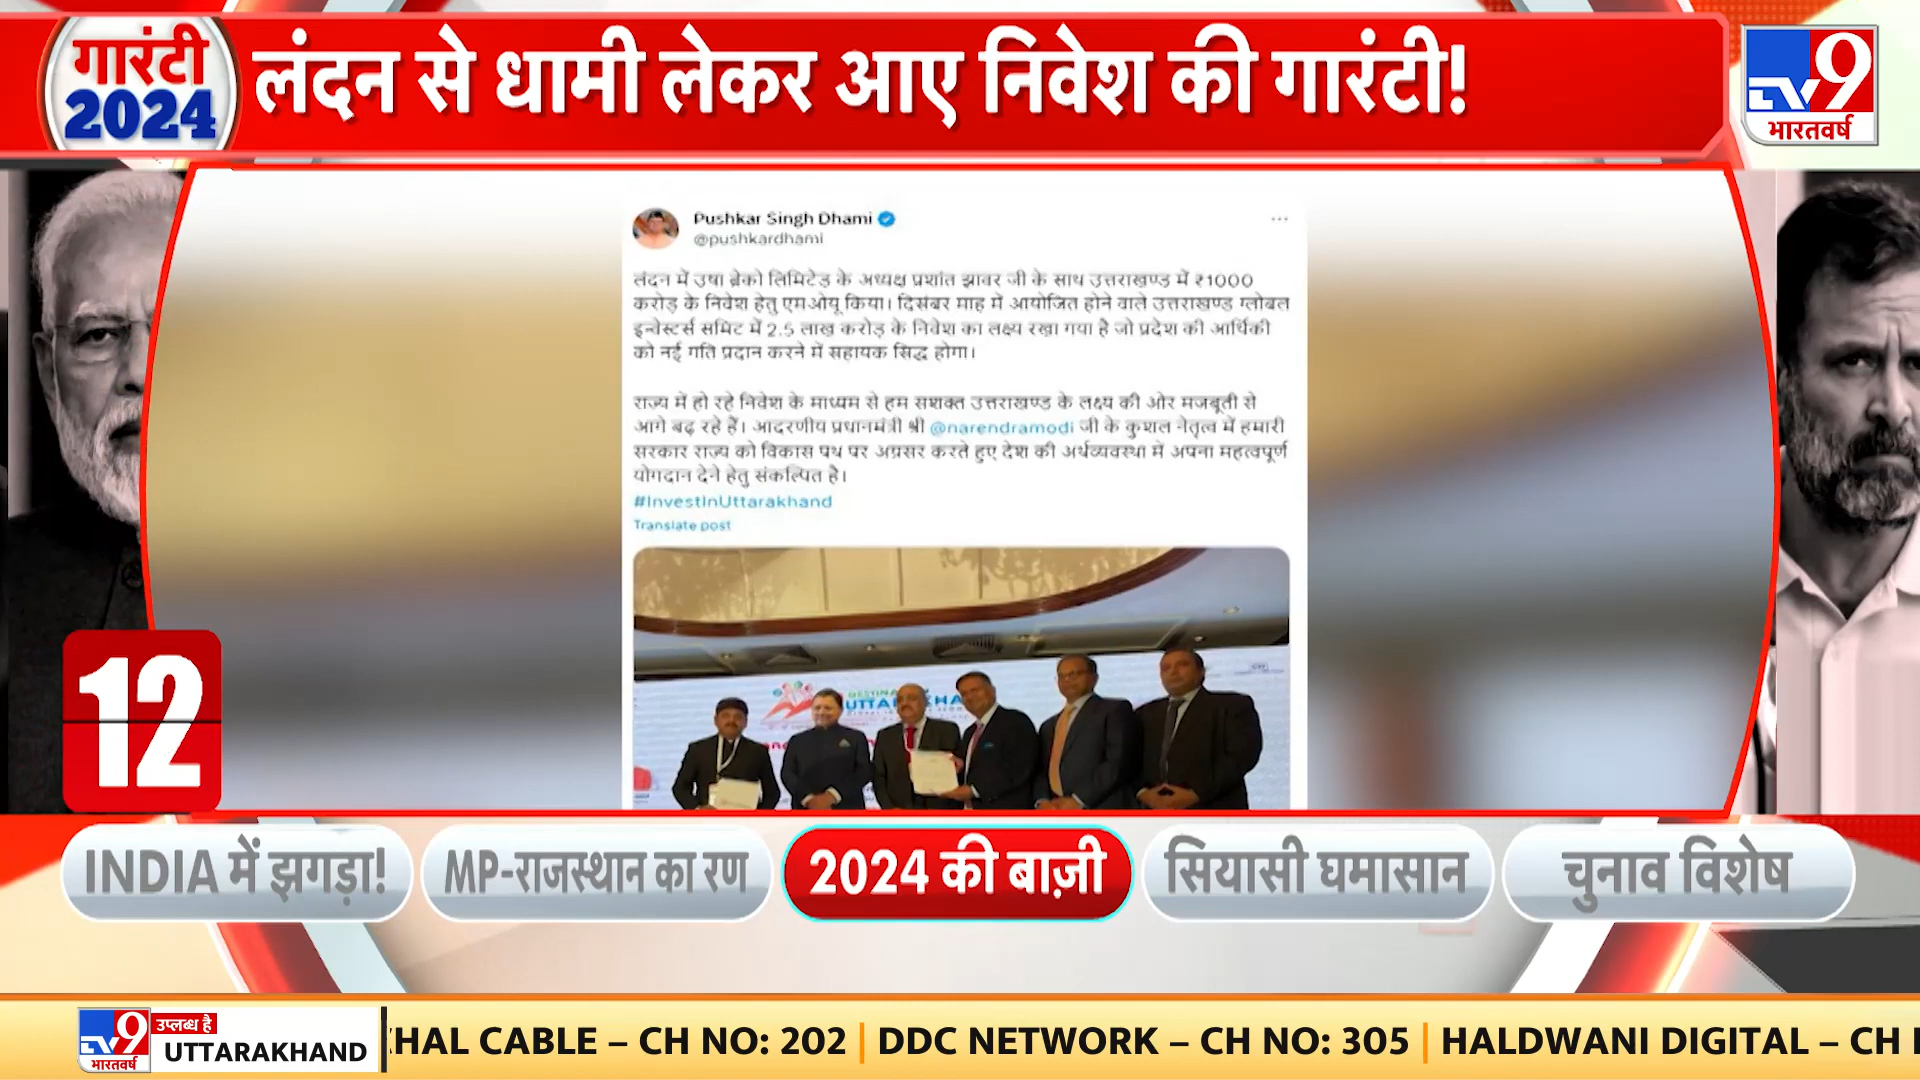 गारंटी
2024
लंदन से धामी लेकर आए निवेश की गारंटी!
TV9
भारतवर्ष
Pushkar Singh Dhami
@pushkardhami
लंदन में उषा ब्रेको लिमिटेड के अध्यक्ष प्रशांत झावर जी के साथ उत्तराखण्ड में ₹1000
करोड़ के निवेश हेतु एमओयू किया। दिसंबर माह में आयोजित होने वाले उत्तराखण्ड ग्लोबल
इन्वेस्टर्स समिट में 2.5 लाख करोड़ के निवेश का लक्ष्य रखा गया है जो प्रदेश की आर्थिकी
को नई गति प्रदान करने में सहायक सिद्ध होगा।
राज्य में हो रहे निवेश के माध्यम से हम सशक्त उत्तराखण्ड के लक्ष्य की ओर मजबूती से
आगे बढ़ रहे हैं। आदरणीय प्रधानमंत्री श्री @narendramodi जी के कुशल नेतृत्व में हमारी
सरकार राज्य को विकास पथ पर अग्रसर करते हुए देश की अर्थव्यवस्था में अपना महत्वपूर्ण
योगदान देने हेतु संकल्पित है।
#InvestInUttarakhand
Translate post
UTTARKHA
12
INDIA में झगड़ा!
MP-राजस्थान का रण
2024 की बाज़ी
सियासी घमासान
चुनाव विशेष
TV9
भारतवर्ष
उप्लब्ध है
UTTARAKHAND
HAL CABLE – CH NO: 202 | DDC NETWORK – CH NO: 305 | HALDWANI DIGITAL – CH